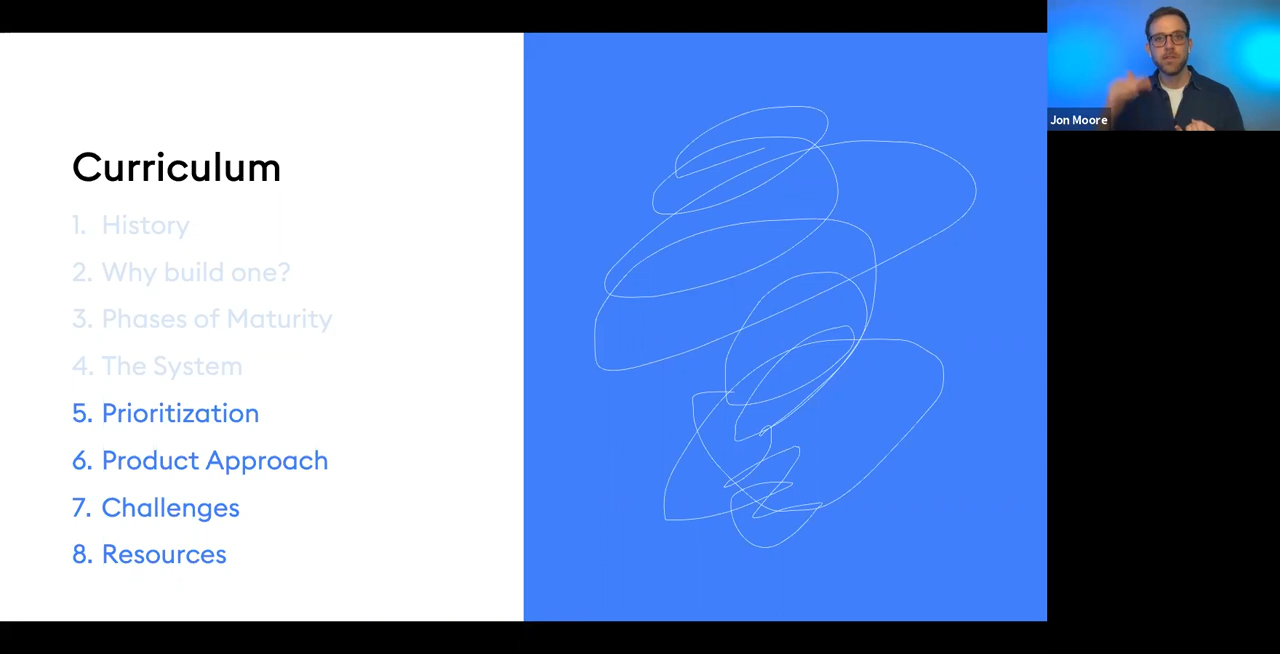 Curriculum
1. History
2. Why build one?
3. Phases of Maturity
4. The System
5. Prioritization
6. Product Approach
7. Challenges
8. Resources
Jon Moore